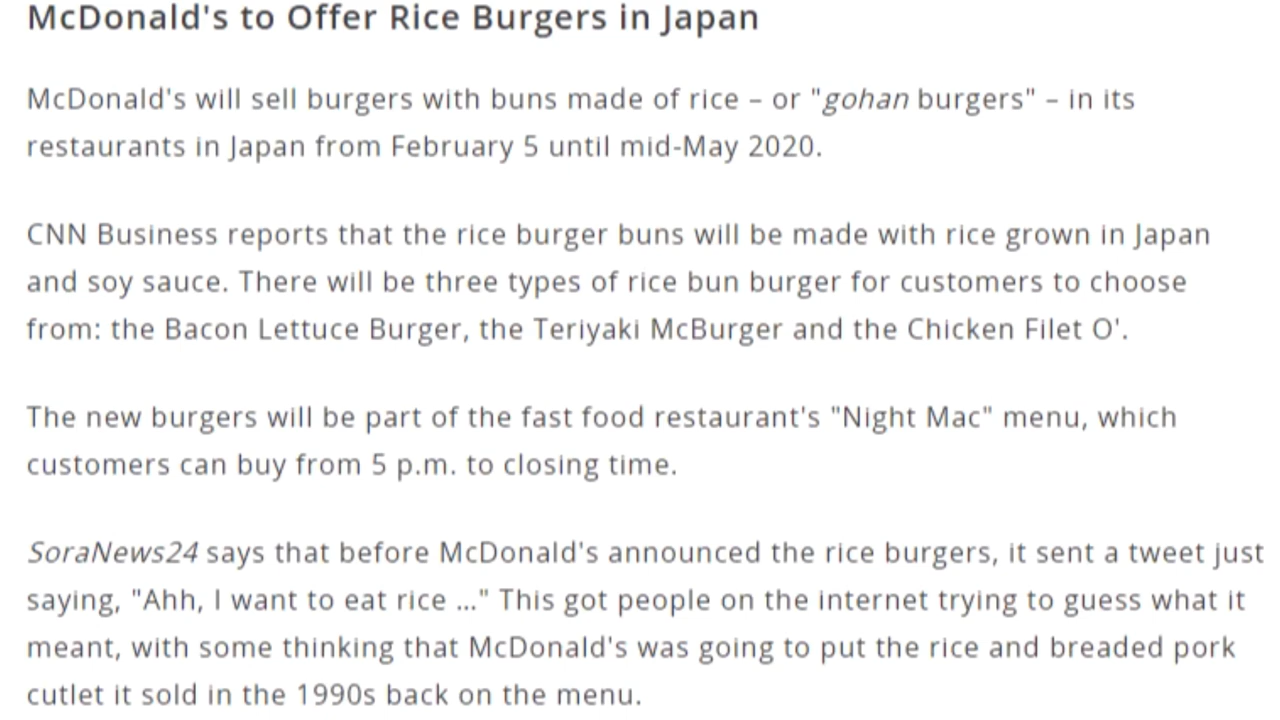 McDonald's to Offer Rice Burgers in Japan
McDonald's will sell burgers with buns made of rice – or "gohan burgers" – in its
restaurants in Japan from February 5 until mid-May 2020.
CNN Business reports that the rice burger buns will be made with rice grown in Japan
and soy sauce. There will be three types of rice bun burger for customers to choose
from: the Bacon Lettuce Burger, the Teriyaki McBurger and the Chicken Filet O'.
The new burgers will be part of the fast food restaurant's "Night Mac" menu, which
customers can buy from 5 p.m. to closing time.
SoraNews24 says that before McDonald's announced the rice burgers, it sent a tweet just
saying, "Ahh, I want to eat rice ..." This got people on the internet trying to guess what it
meant, with some thinking that McDonald's was going to put the rice and breaded pork
cutlet it sold in the 1990s back on the menu.